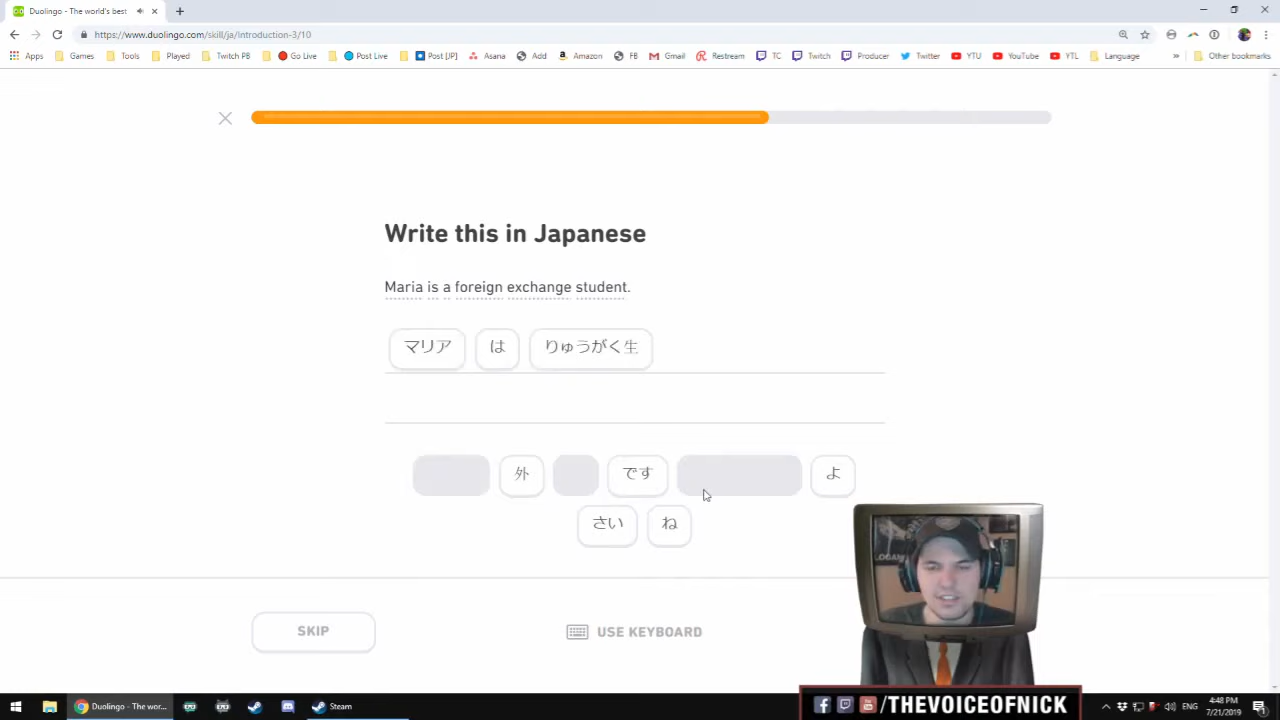 Duolingo - The world's best
https://www.duolingo.com/skill/ja/Introduction-3/10
Apps Games Tools Played Twitch PB Go Live Post Live Post [JP] Asana Add Amazon FB Gmail Restream TC Twitch Producer Twitter YTU YouTube YTL Language » Other bookmarks
Write this in Japanese
Maria is a foreign exchange student.
マリア は りゅうがく生
外 です よ
さい ね
SKIP USE KEYBOARD
/THEVOICEOFNICK
Duolingo - The wor... Steam ENG 4:48 PM
7/21/2019